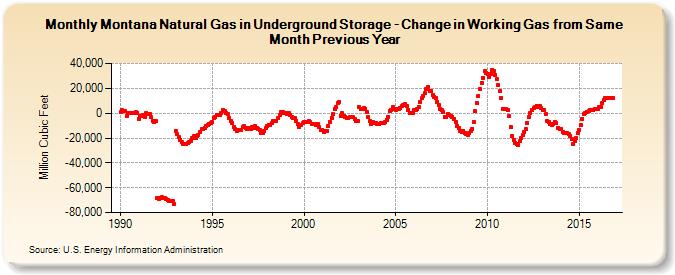 Monthly Montana Natural Gas in Underground Storage - Change in Working Gas from Same
Month Previous Year
Million Cubic Feet
40,000
20,000
0
-20,000
-40,000
-60,000
-80,000
1990 1995 2000 2005 2010 2015
Source: U.S. Energy Information Administration